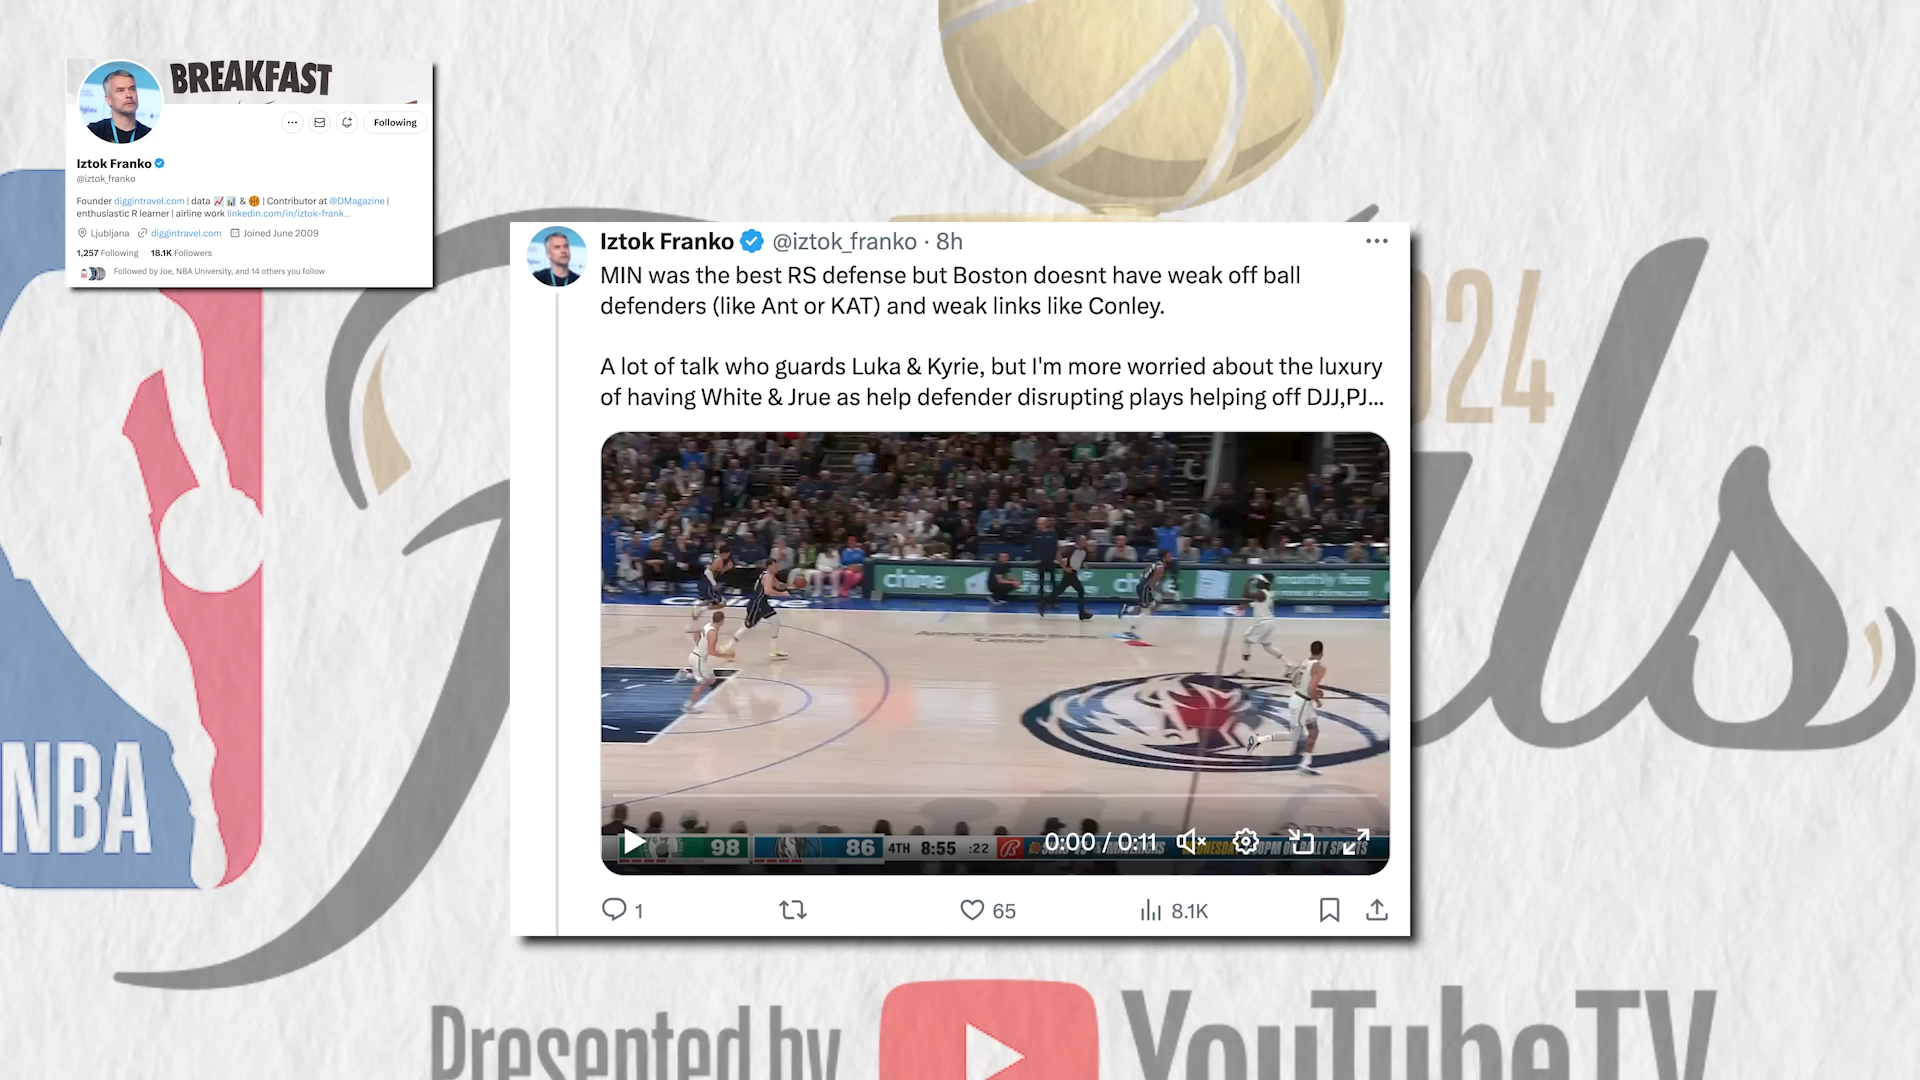 BREAKFAST
Following
Iztok Franko
@iztok_franko
Founder diggintravel.com | data 📈 📊 & 🏀 | Contributor at @DMagazine |
enthusiastic R learner | airline work linkedin.com/in/iztok-frank...
Ljubljana diggintravel.com Joined June 2009
1,257 Following 18.1K Followers
Followed by Joe, NBA University, and 14 others you follow
Iztok Franko @iztok_franko · 8h
MIN was the best RS defense but Boston doesnt have weak off ball
defenders (like Ant or KAT) and weak links like Conley.
A lot of talk who guards Luka & Kyrie, but I'm more worried about the luxury
of having White & Jrue as help defender disrupting plays helping off DJJ,PJ...
chime
monthly fees
American Airlines
Center
98 86 4TH 8:55 :22
0:00 / 0:11
1 65 8.1K
NBA
Presented by YouTubeTV